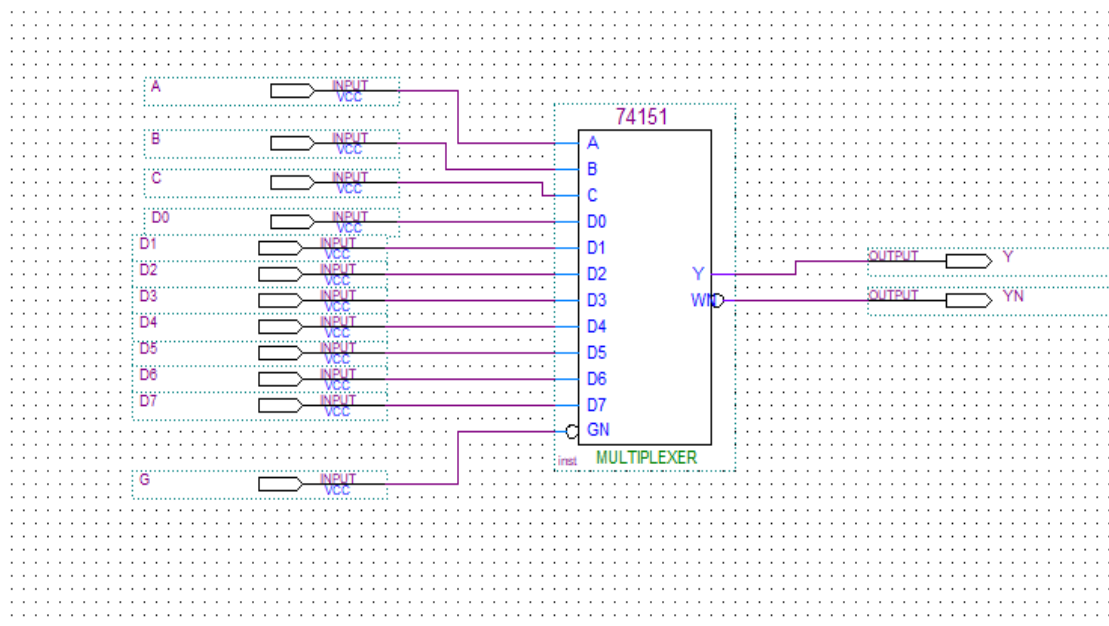 A INPUT VCC
B INPUT VCC
C INPUT VCC
D0 INPUT VCC
D1 INPUT VCC
D2 INPUT VCC
D3 INPUT VCC
D4 INPUT VCC
D5 INPUT VCC
D6 INPUT VCC
D7 INPUT VCC
G INPUT VCC
74151
A
B
C
D0
D1
D2
D3
D4
D5
D6
D7
GN
Y
WN
inst MULTIPLEXER
OUTPUT Y
OUTPUT YN